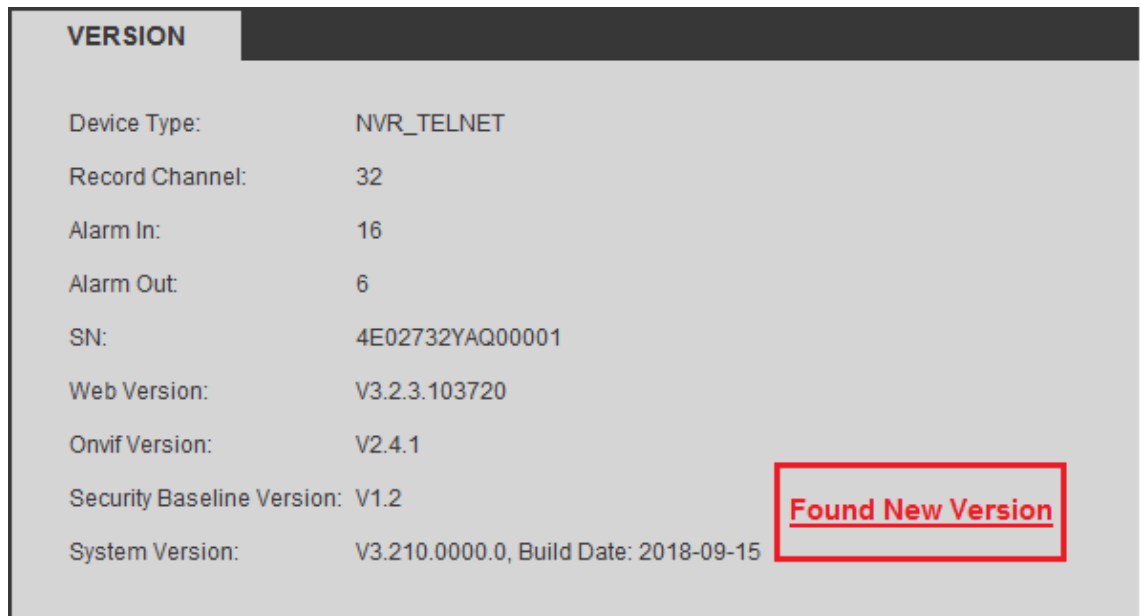 VERSION
Device Type: NVR_TELNET
Record Channel: 32
Alarm In: 16
Alarm Out: 6
SN: 4E02732YAQ00001
Web Version: V3.2.3.103720
Onvif Version: V2.4.1
Security Baseline Version: V1.2
Found New Version
System Version: V3.210.0000.0, Build Date: 2018-09-15